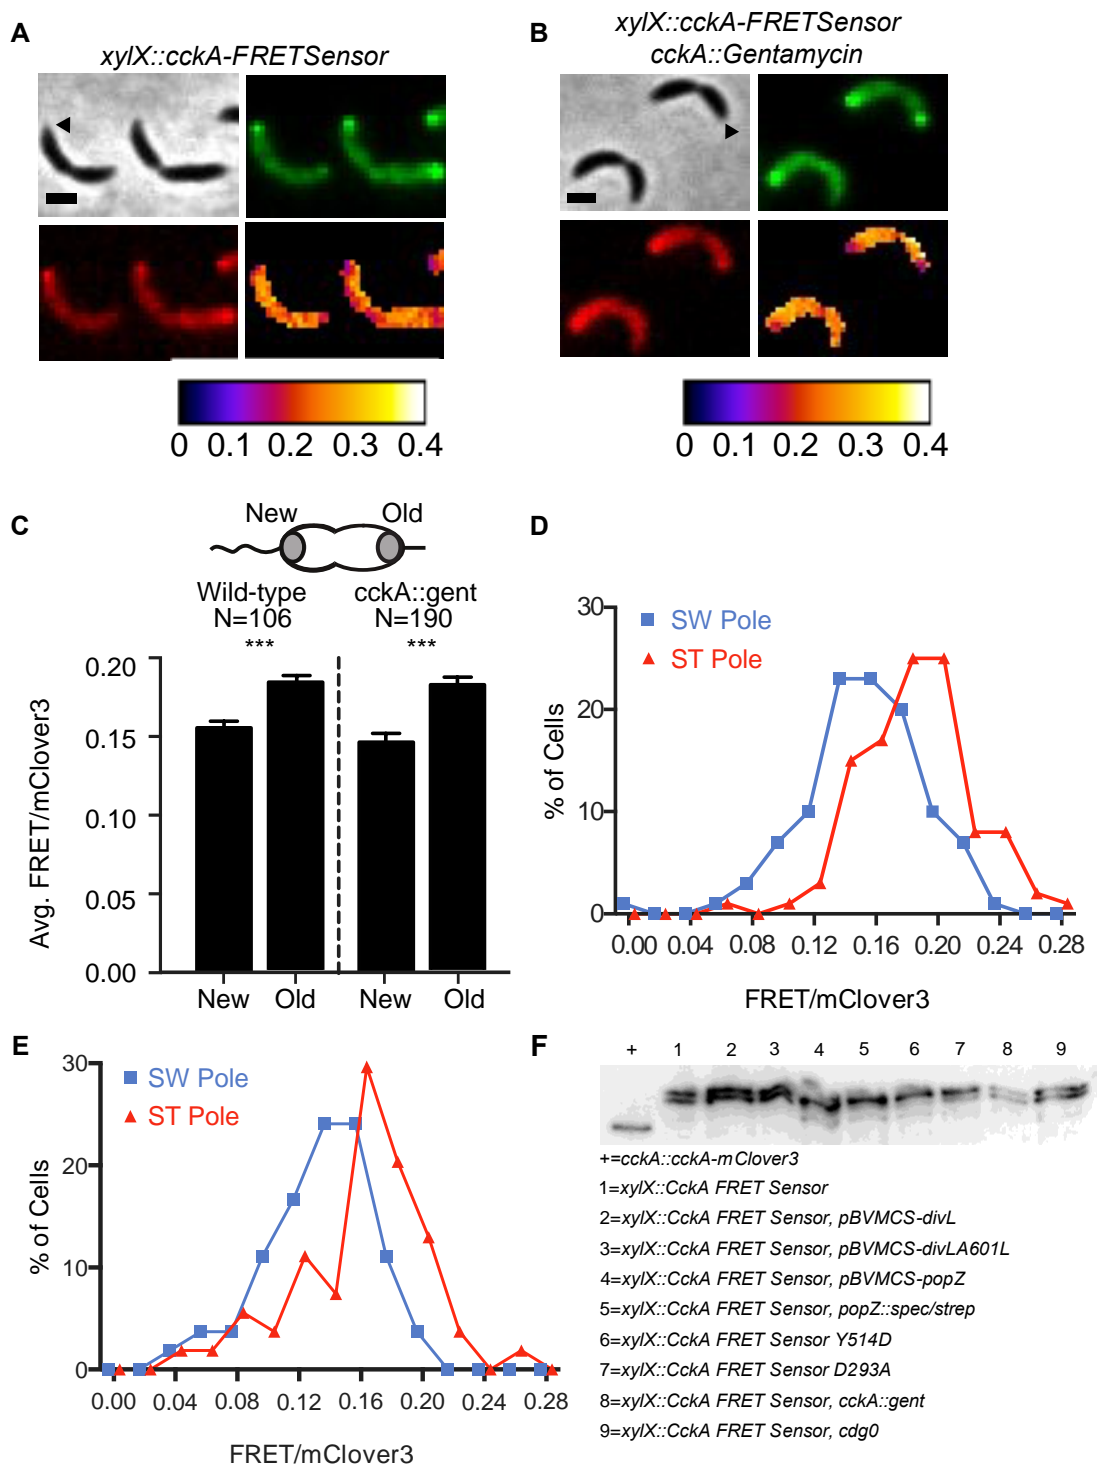 A
xylX::cckA-FRETSensor
0 0.1 0.2 0.3 0.4
B
xylX::cckA-FRETSensor
cckA::Gentamycin
0 0.1 0.2 0.3 0.4
C
New Old
Wild-type cckA::gent
N=106 N=190
*** ***
Avg. FRET/mClover3
0.20
0.15
0.10
0.05
0.00
New Old New Old
D
SW Pole
ST Pole
% of Cells
30
20
10
0
0.00 0.04 0.08 0.12 0.16 0.20 0.24 0.28
FRET/mClover3
E
SW Pole
ST Pole
% of Cells
30
20
10
0
0.00 0.04 0.08 0.12 0.16 0.20 0.24 0.28
FRET/mClover3
F
+ 1 2 3 4 5 6 7 8 9
+=cckA::cckA-mClover3
1=xylX::CckA FRET Sensor
2=xylX::CckA FRET Sensor, pBVMCS-divL
3=xylX::CckA FRET Sensor, pBVMCS-divLA601L
4=xylX::CckA FRET Sensor, pBVMCS-popZ
5=xylX::CckA FRET Sensor, popZ::spec/strep
6=xylX::CckA FRET Sensor Y514D
7=xylX::CckA FRET Sensor D293A
8=xylX::CckA FRET Sensor, cckA::gent
9=xylX::CckA FRET Sensor, cdg0